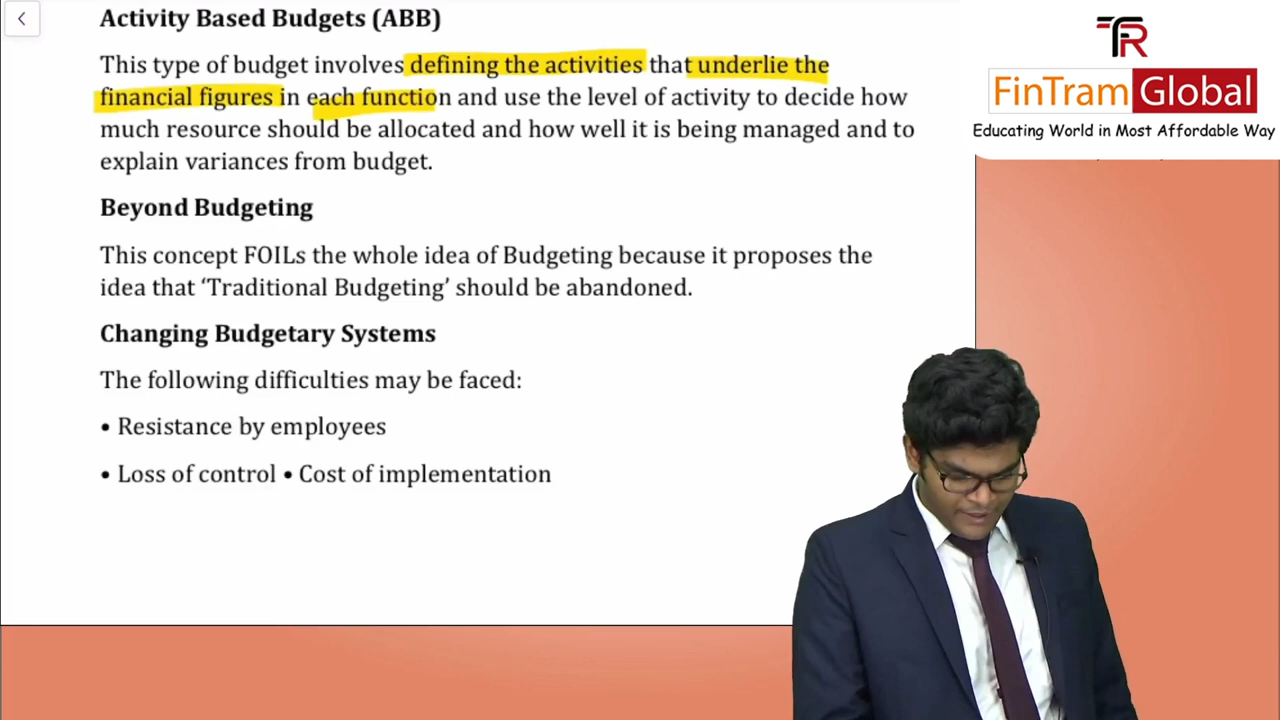 Activity Based Budgets (ABB)
This type of budget involves defining the activities that underlie the
financial figures in each function and use the level of activity to decide how
much resource should be allocated and how well it is being managed and to
explain variances from budget.
Beyond Budgeting
This concept FOILs the whole idea of Budgeting because it proposes the
idea that ‘Traditional Budgeting’ should be abandoned.
Changing Budgetary Systems
The following difficulties may be faced:
• Resistance by employees
• Loss of control • Cost of implementation
FinTram Global
Educating World in Most Affordable Way